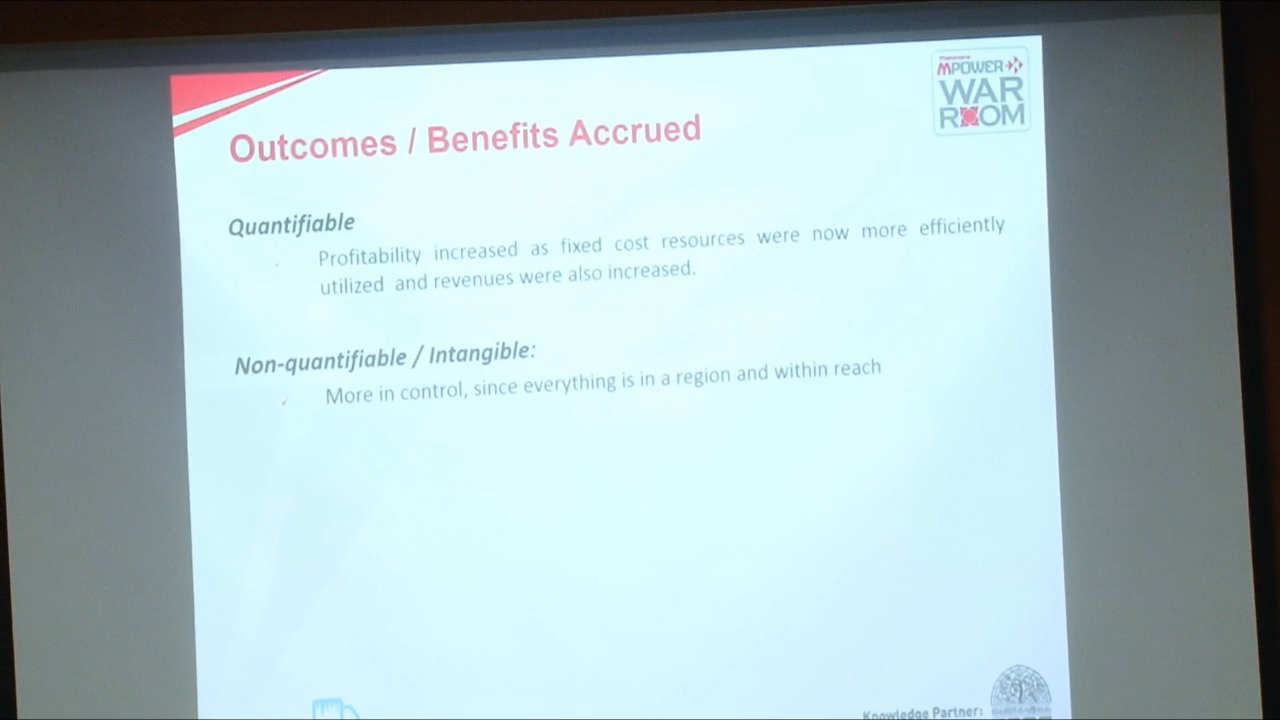 Mahindra
MPOWER
WAR
ROOM
Outcomes / Benefits Accrued
Quantifiable
Profitability increased as fixed cost resources were now more efficiently
utilized and revenues were also increased.
Non-quantifiable / Intangible:
More in control, since everything is in a region and within reach
Knowledge Partner: